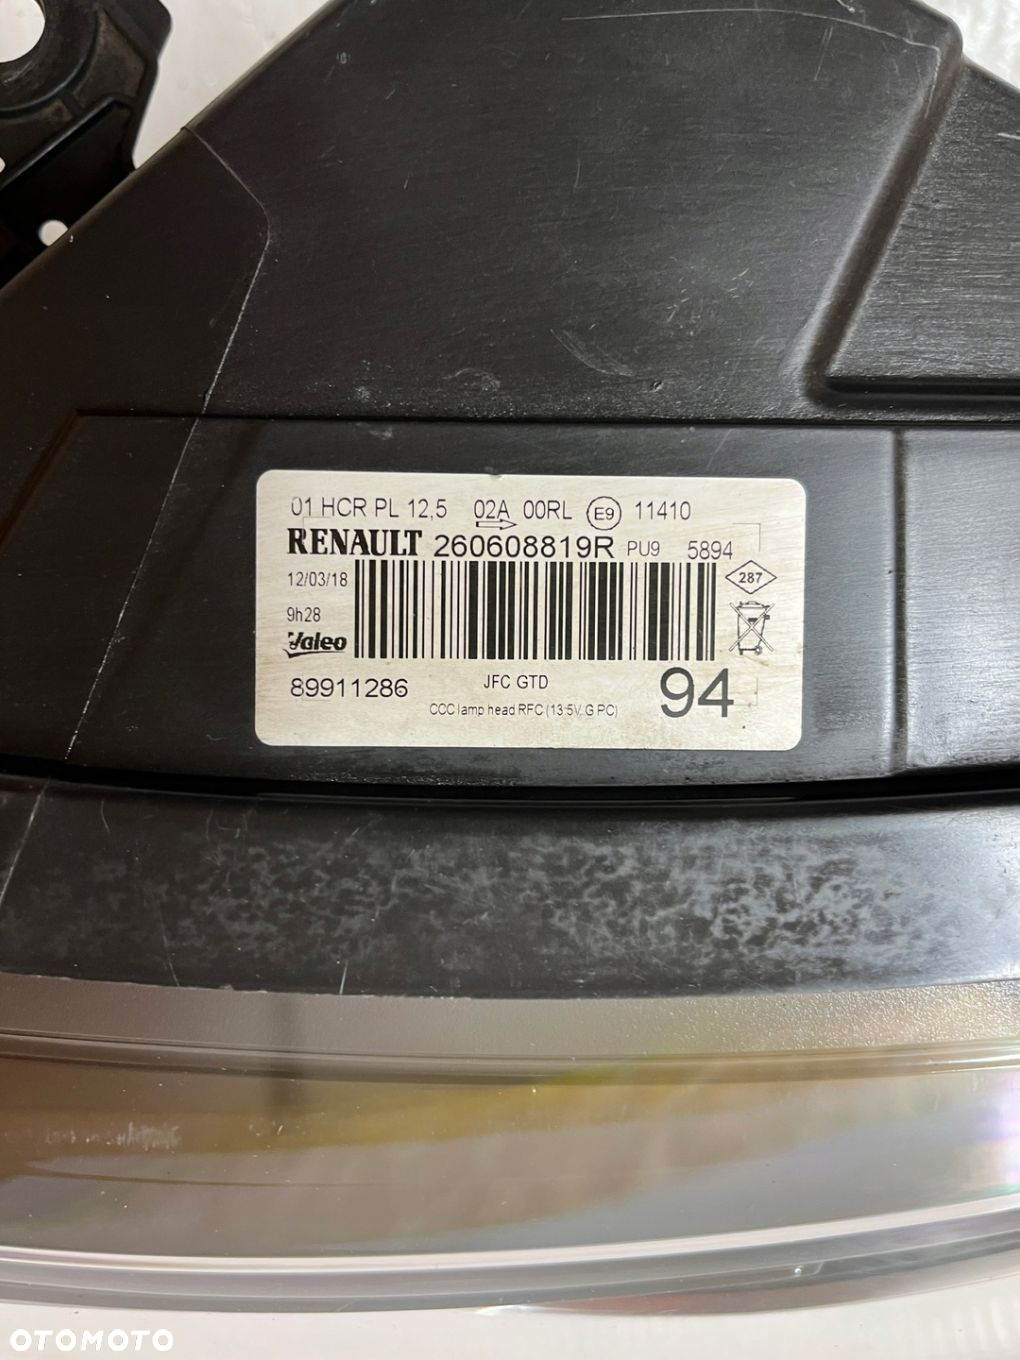 01 HCR PL 12,5 02A 00RL E9 11410
RENAULT 260608819R PU9 5894
12/03/18
287
9h28
Valeo
89911286 JFC GTD 94
CCC lamp head RFC (13.5V, G PC)
OTOMOTO